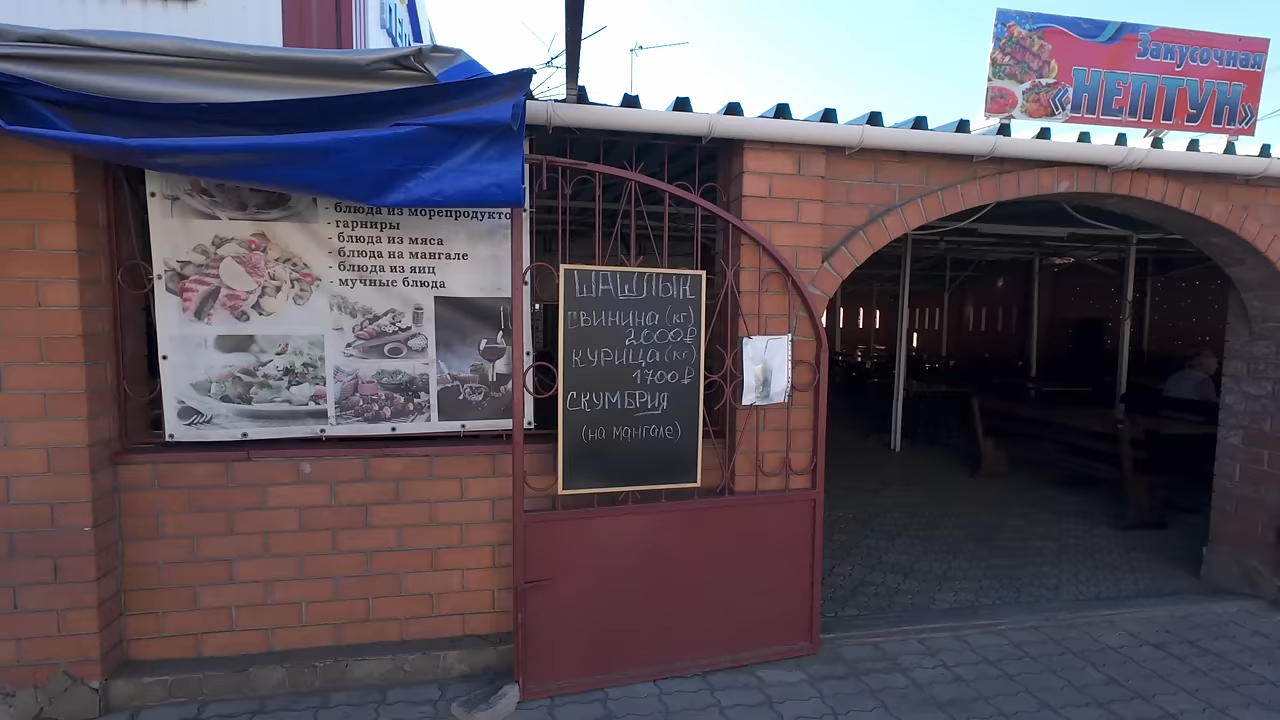 Закусочная
«НЕПТУН»
- блюда из морепродукто
- гарниры
- блюда из мяса
- блюда на мангале
- блюда из яиц
- мучные блюда
ШАШЛЫК
СВИНИНА (кг)
2000₽
КУРИЦА (кг)
1700₽
СКУМБРИЯ
(на мангале)